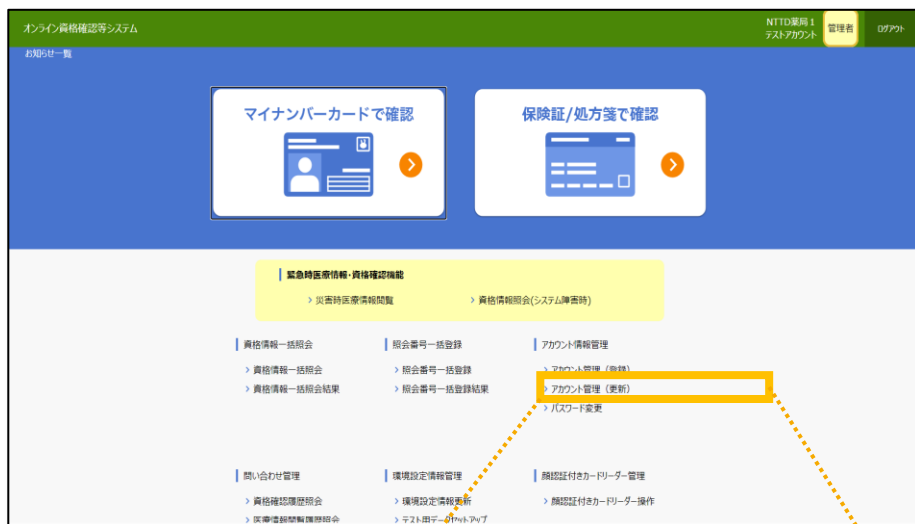 オンライン資格確認等システム
NTTD薬局1
テストアカウント
管理者
ログアウト
お知らせ一覧
マイナンバーカードで確認
保険証/処方箋で確認
緊急時医療情報・資格確認機能
災害時医療情報閲覧
資格情報照会(システム障害時)
資格情報一括照会
照会番号一括登録
アカウント情報管理
資格情報一括照会
照会番号一括登録
アカウント管理（登録）
資格情報一括照会結果
照会番号一括登録結果
アカウント管理（更新）
パスワード変更
問い合わせ管理
環境設定情報管理
顔認証付きカードリーダー管理
資格確認履歴照会
環境設定情報更新
顔認証付きカードリーダー操作
医療情報閲覧履歴照会
テスト用データセットアップ